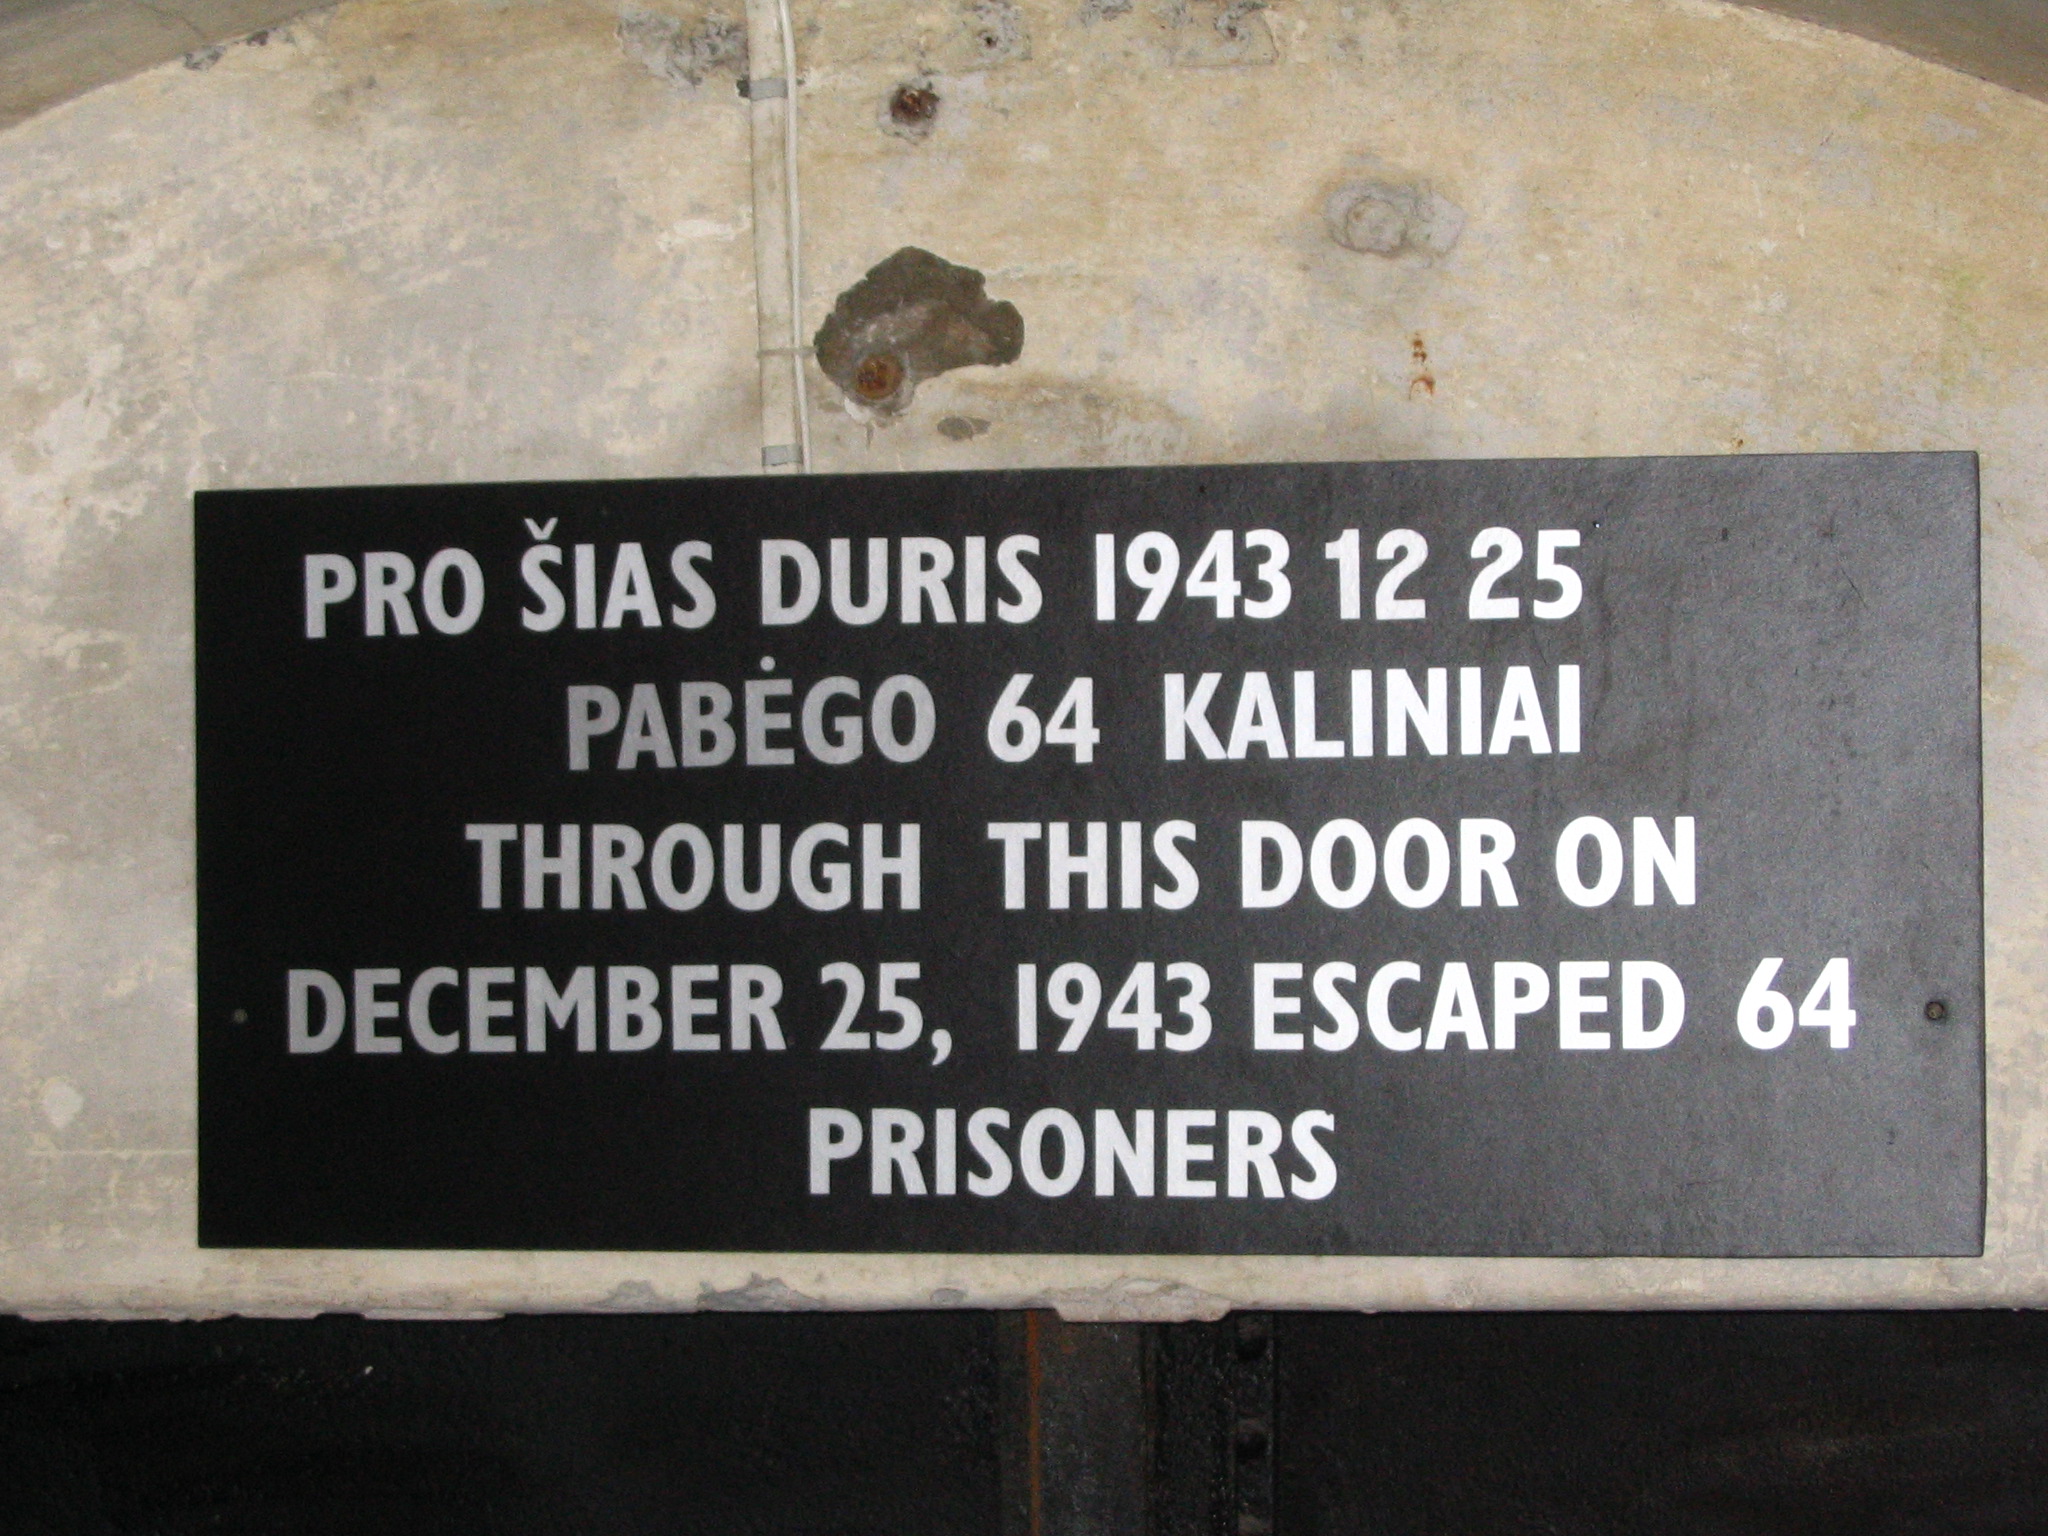 PRO ŠIAS DURIS 1943 12 25
PABĖGO 64 KALINIAI
THROUGH THIS DOOR ON
DECEMBER 25, 1943 ESCAPED 64
PRISONERS